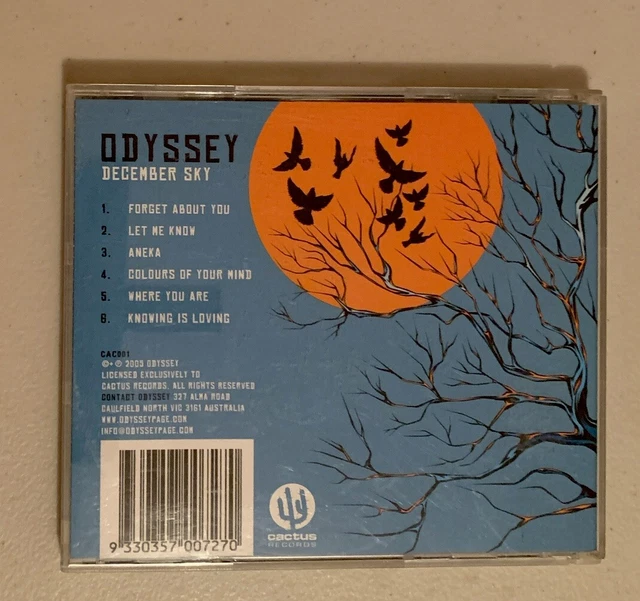 ODYSSEY
DECEMBER SKY
1. FORGET ABOUT YOU
2. LET ME KNOW
3. ANEKA
4. COLOURS OF YOUR MIND
5. WHERE YOU ARE
6. KNOWING IS LOVING
CAC001
©+℗ 2003 ODYSSEY
LICENSED EXCLUSIVELY TO
CACTUS RECORDS. ALL RIGHTS RESERVED
CONTACT ODYSSEY 327 ALMA ROAD
CAULFIELD NORTH VIC 3161 AUSTRALIA
WWW.ODYSSEYPAGE.COM
INFO@ODYSSEYPAGE.COM
9 330357 007270
cactus
RECORDS